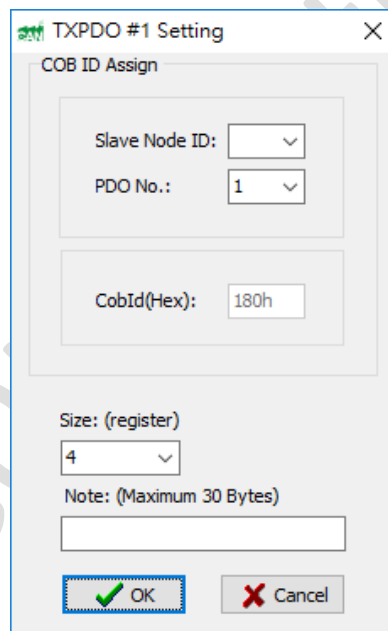 TXPDO #1 Setting
COB ID Assign
Slave Node ID:
PDO No.: 1
CobId(Hex): 180h
Size: (register)
4
Note: (Maximum 30 Bytes)
OK Cancel